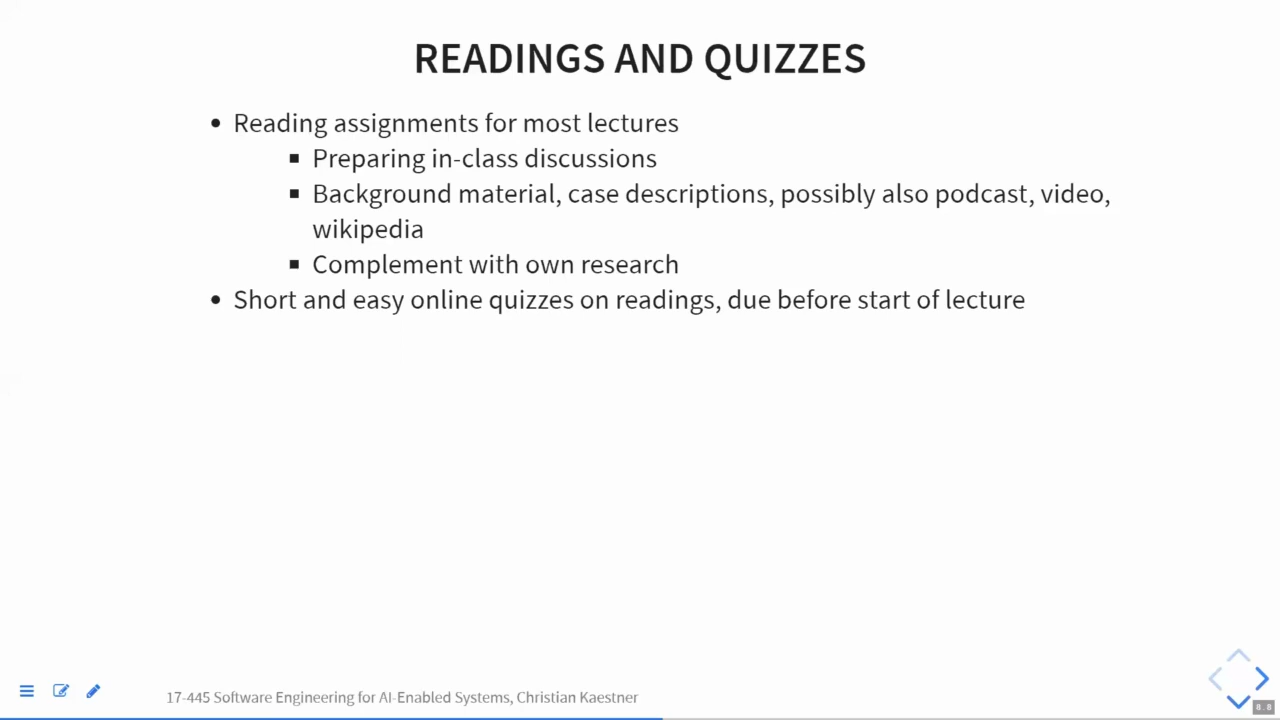 READINGS AND QUIZZES
Reading assignments for most lectures
Preparing in-class discussions
Background material, case descriptions, possibly also podcast, video,
wikipedia
Complement with own research
Short and easy online quizzes on readings, due before start of lecture
17-445 Software Engineering for AI-Enabled Systems, Christian Kaestner
8.8